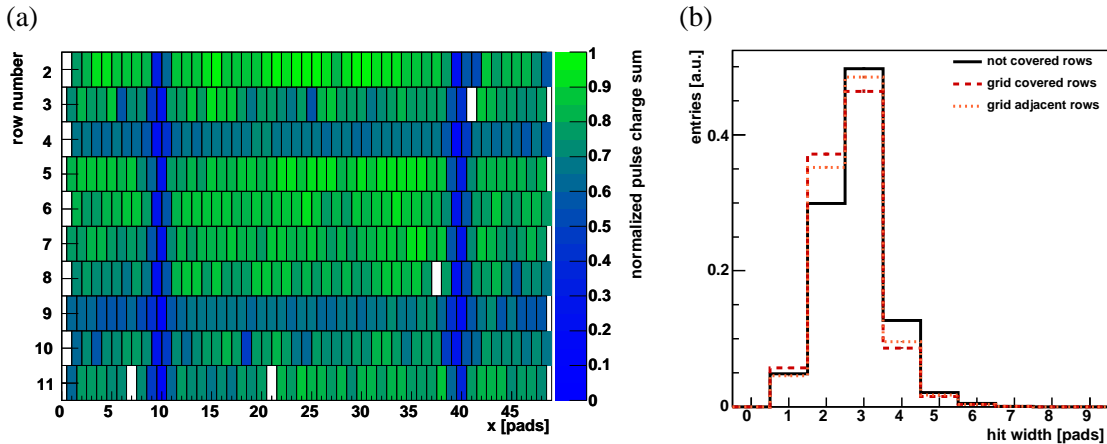 (a)
row number
2
3
4
5
6
7
8
9
10
11
0 5 10 15 20 25 30 35 40 45
x [pads]
1
0.9
0.8
0.7
0.6
0.5
0.4
0.3
0.2
0.1
0
normalized pulse charge sum
(b)
entries [a.u.]
0.4
0.2
0
not covered rows
grid covered rows
grid adjacent rows
0 1 2 3 4 5 6 7 8 9
hit width [pads]